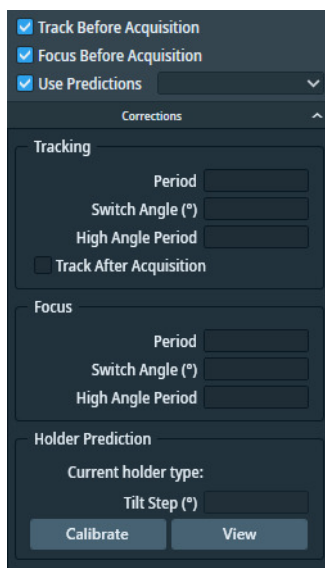 Track Before Acquisition
Focus Before Acquisition
Use Predictions
Corrections
Tracking
Period
Switch Angle (°)
High Angle Period
Track After Acquisition
Focus
Period
Switch Angle (°)
High Angle Period
Holder Prediction
Current holder type:
Tilt Step (°)
Calibrate View